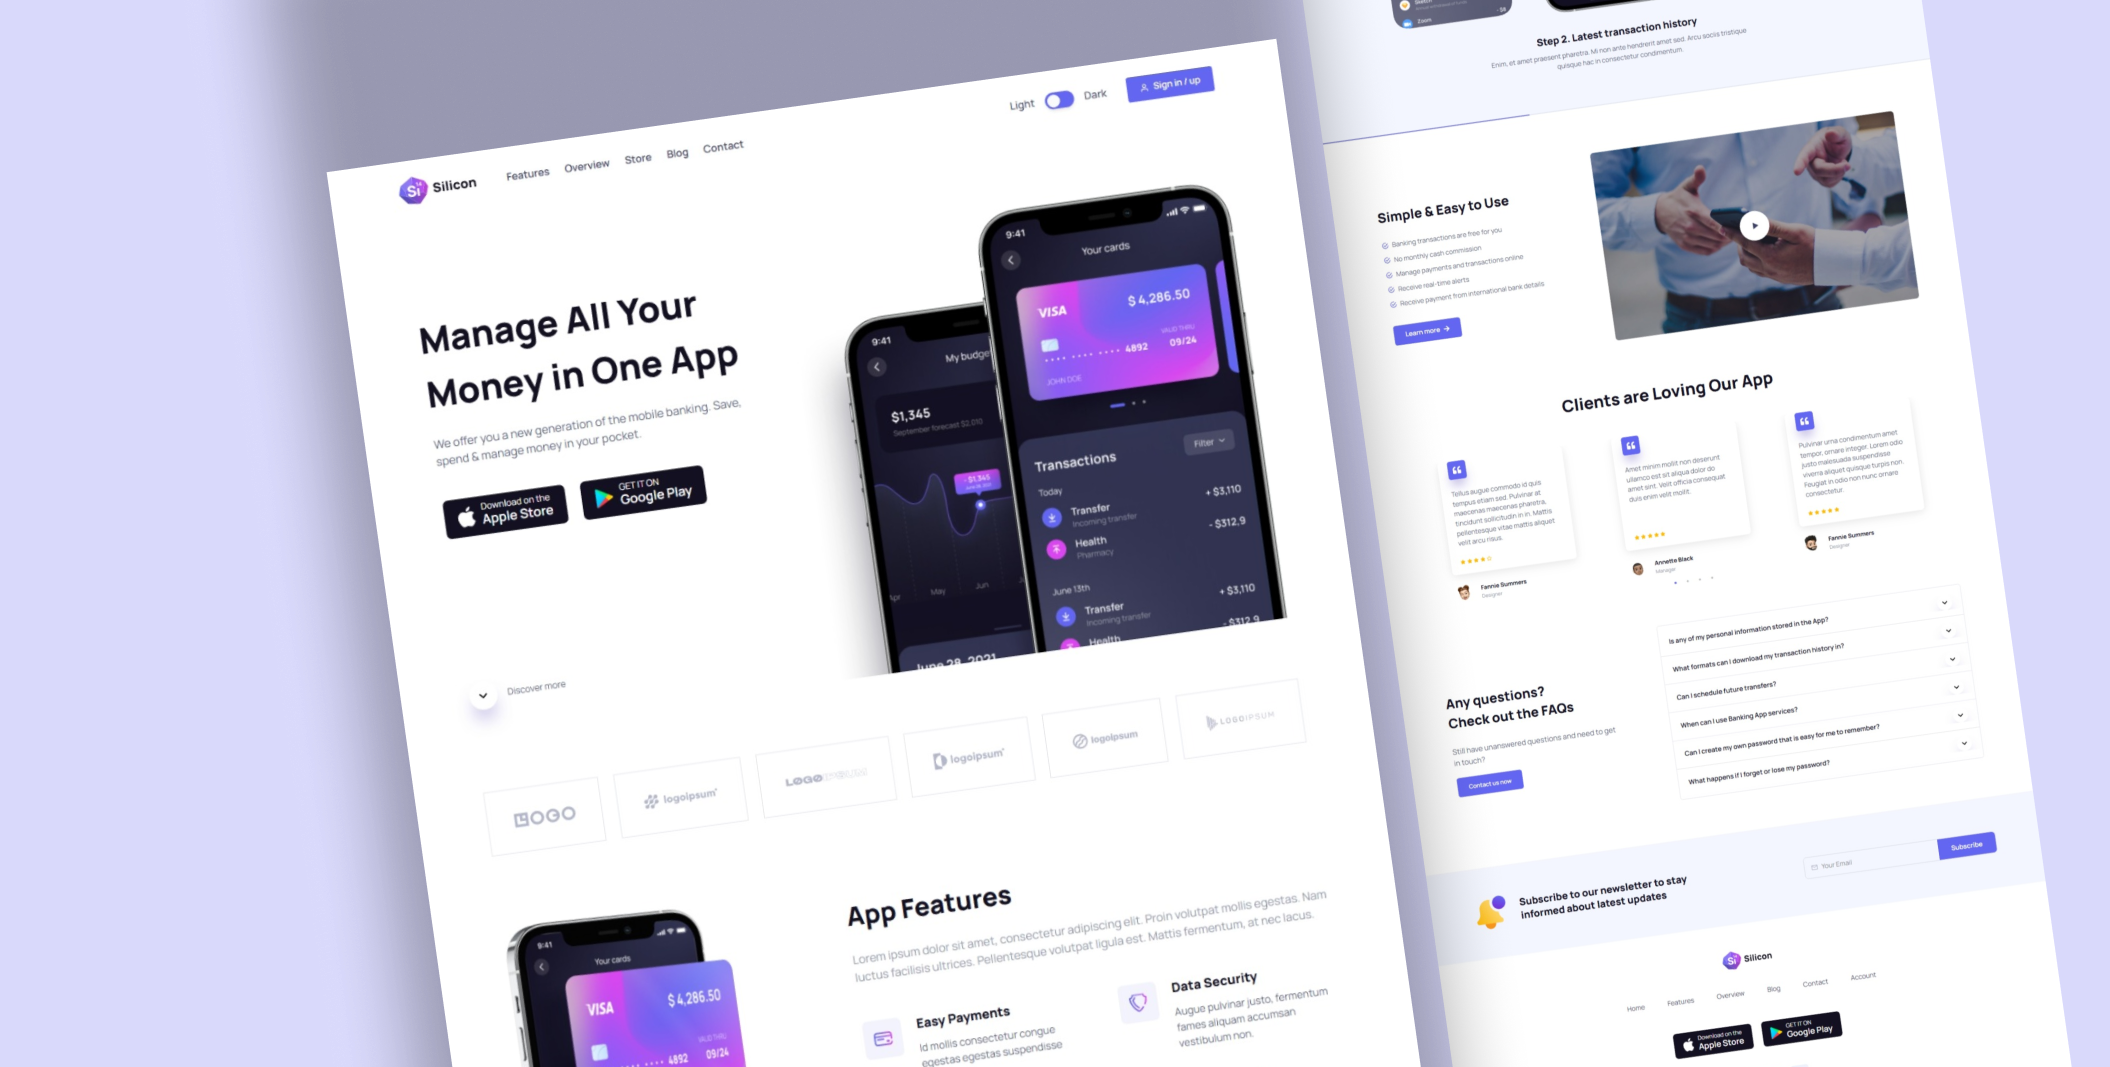 Silicon
Features Overview Store Blog Contact
Light Dark
Sign in / up
Manage All Your
Money in One App
We offer you a new generation of the mobile banking. Save,
spend & manage money in your pocket.
Download on the
Apple Store
GET IT ON
Google Play
Discover more
9:41
My budge
$1,345
September forecast $2,010
- $1,345
Apr May Jun
June 28, 2021
9:41
Your cards
VISA
$ 4,286.50
VALID THRU
4892 09/24
JOHN DOE
Transactions
Filter
Today
Transfer
Incoming transfer
+ $3,110
Health
Pharmacy
- $312.9
June 13th
Transfer
Incoming transfer
+ $3,110
Health
- $312.9
LOGO
logoipsum
LOGOIPSUM
logoipsum
logoipsum
LOGOIPSUM
9:41
Your cards
VISA
$ 4,286.50
VALID THRU
4892 09/24
App Features
Lorem ipsum dolor sit amet, consectetur adipiscing elit. Proin volutpat mollis egestas. Nam
luctus facilisis ultrices. Pellentesque volutpat ligula est. Mattis fermentum, at nec lacus.
Easy Payments
Id mollis consectetur congue
egestas egestas suspendisse
Data Security
Augue pulvinar justo, fermentum
fames aliquam accumsan
vestibulum non.
Zoom
- $8
Step 2. Latest transaction history
Enim, et amet praesent pharetra. Mi non ante hendrerit amet sed. Arcu sociis tristique
quisque hac in consectetur condimentum.
Simple & Easy to Use
Banking transactions are free for you
No monthly cash commission
Manage payments and transactions online
Receive real-time alerts
Receive payment from international bank details
Learn more
Clients are Loving Our App
Tellus augue commodo id quis
tempus etiam sed. Pulvinar at
maecenas maecenas pharetra,
tincidunt sollicitudin in in. Mattis
pellentesque vitae mattis aliquet
velit arcu risus.
Fannie Summers
Designer
Amet minim mollit non deserunt
ullamco est sit aliqua dolor do
amet sint. Velit officia consequat
duis enim velit mollit.
Annette Black
Manager
Pulvinar urna condimentum amet
tempor, ornare integer. Lorem odio
justo malesuada suspendisse
viverra aliquet quisque turpis non.
Feugiat in odio non nunc ornare
consectetur.
Fannie Summers
Designer
Any questions?
Check out the FAQs
Still have unanswered questions and need to get
in touch?
Contact us now
Is any of my personal information stored in the App?
What formats can I download my transaction history in?
Can I schedule future transfers?
When can I use Banking App services?
Can I create my own password that is easy for me to remember?
What happens if I forget or lose my password?
Subscribe to our newsletter to stay
informed about latest updates
Your Email
Subscribe
Silicon
Home Features Overview Blog Contact Account
Download on the
Apple Store
GET IT ON
Google Play